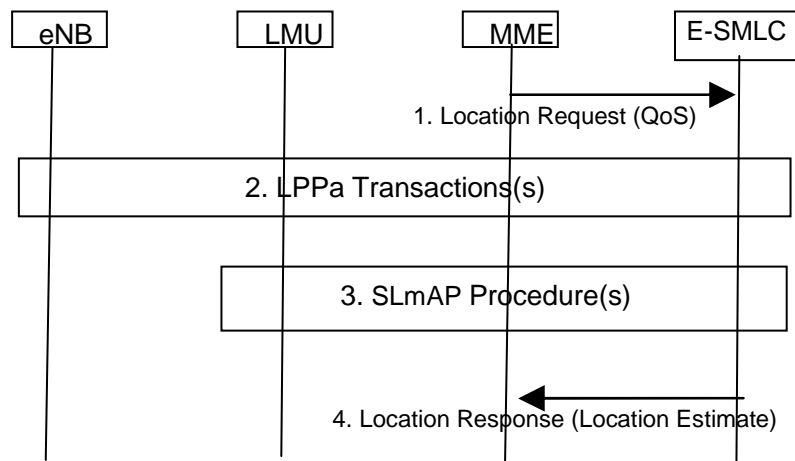 eNB
LMU
MME
E-SMLC
1. Location Request (QoS)
2. LPPa Transactions(s)
3. SLmAP Procedure(s)
4. Location Response (Location Estimate)